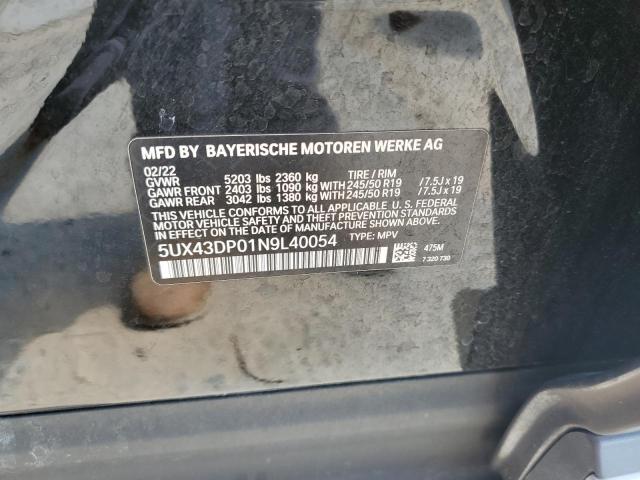 MFD BY BAYERISCHE MOTOREN WERKE AG
02/22
GVWR 5203 lbs 2360 kg TIRE / RIM
GAWR FRONT 2403 lbs 1090 kg WITH 245/50 R19 /7.5J x 19
GAWR REAR 3042 lbs 1380 kg WITH 245/50 R19 /7.5J x 19
THIS VEHICLE CONFORMS TO ALL APPLICABLE U. S. FEDERAL
MOTOR VEHICLE SAFETY AND THEFT PREVENTION STANDARDS IN
EFFECT ON THE DATE OF MANUFACTURE SHOWN ABOVE.
5UX43DP01N9L40054 TYPE: MPV
475M
7 320 730